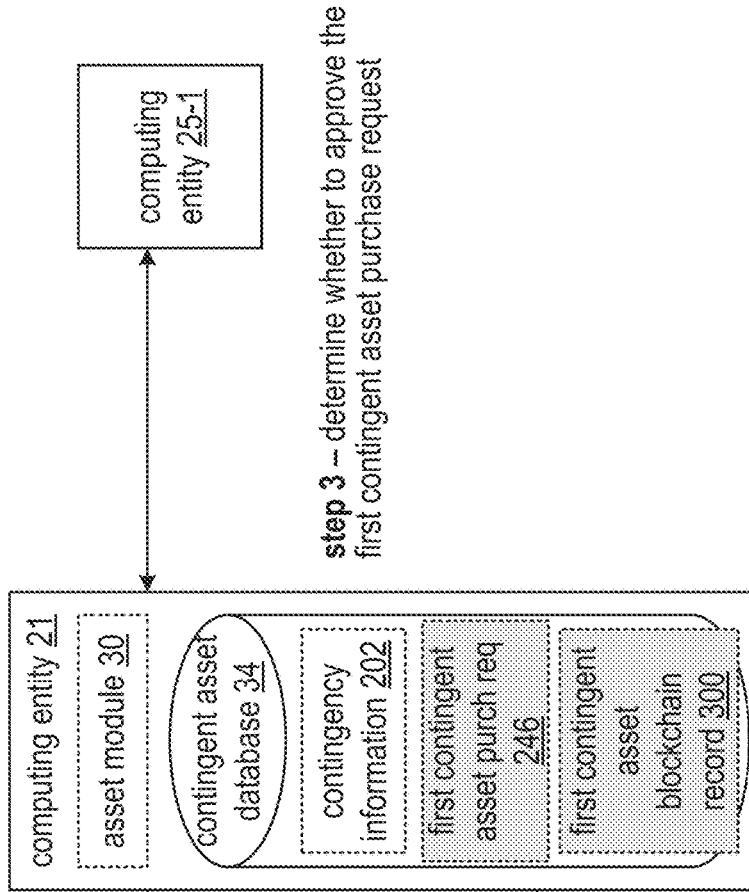 computing entity 21
asset module 30
contingent asset
database 34
contingency
information 202
first contingent
asset purch req
246
first contingent
asset
blockchain
record 300
computing
entity 25-1
step 3 – determine whether to approve the
first contingent asset purchase request